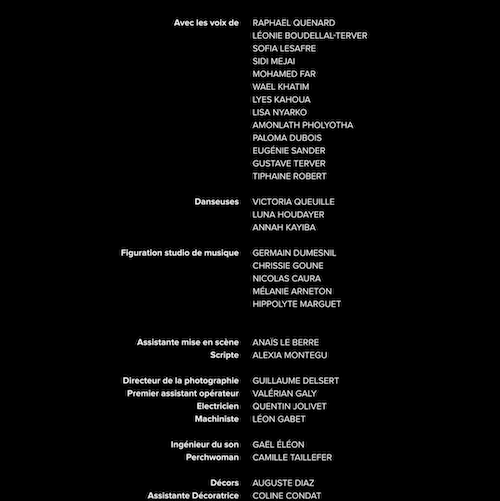 Avec les voix de RAPHAËL QUENARD
LÉONIE BOUDELLAL-TERVER
SOFIA LESAFRE
SIDI MEJAI
MOHAMED FAR
WAEL KHATIM
LYES KAHOUA
LISA NYARKO
AMONLATH PHOLYOTHA
PALOMA DUBOIS
EUGÉNIE SANDER
GUSTAVE TERVER
TIPHAINE ROBERT
Danseuses VICTORIA QUEUILLE
LUNA HOUDAYER
ANNAH KAYIBA
Figuration studio de musique GERMAIN DUMESNIL
CHRISSIE GOUNE
NICOLAS CAURA
MÉLANIE ARNETON
HIPPOLYTE MARGUET
Assistante mise en scène ANAÏS LE BERRE
Scripte ALEXIA MONTEGU
Directeur de la photographie GUILLAUME DELSERT
Premier assistant opérateur VALÉRIAN GALY
Electricien QUENTIN JOLIVET
Machiniste LÉON GABET
Ingénieur du son GAËL ÉLÉON
Perchwoman CAMILLE TAILLEFER
Décors AUGUSTE DIAZ
Assistante Décoratrice COLINE CONDAT